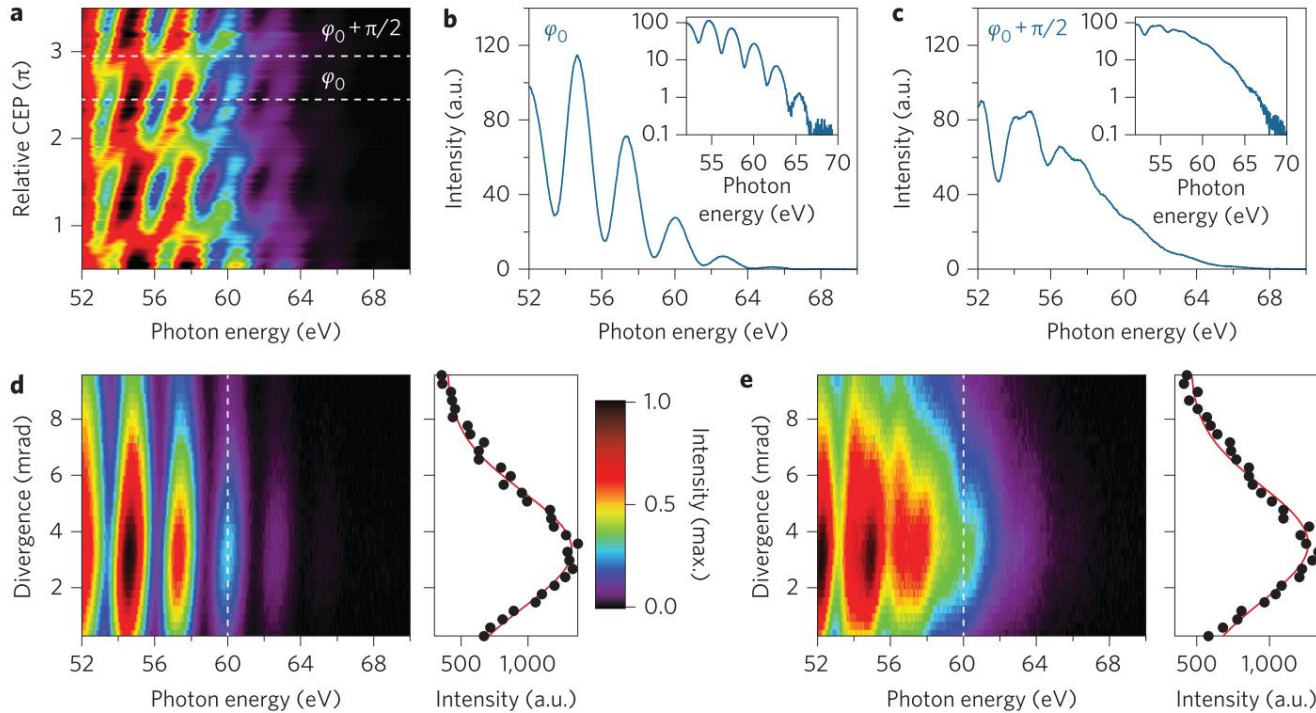 a
Relative CEP (π)
3
2
1
φ₀ + π/2
φ₀
52 56 60 64 68
Photon energy (eV)
b
φ₀
Intensity (a.u.)
120
80
40
0
52 56 60 64 68
Photon energy (eV)
100
10
1
0.1
55 60 65 70
Photon
energy (eV)
c
φ₀ + π/2
Intensity (a.u.)
120
80
40
0
52 56 60 64 68
Photon energy (eV)
100
10
1
0.1
55 60 65 70
Photon
energy (eV)
d
Divergence (mrad)
8
6
4
2
52 56 60 64 68
Photon energy (eV)
500 1,000
Intensity (a.u.)
1.0
0.5
0.0
Intensity (max.)
e
Divergence (mrad)
8
6
4
2
52 56 60 64 68
Photon energy (eV)
500 1,000
Intensity (a.u.)